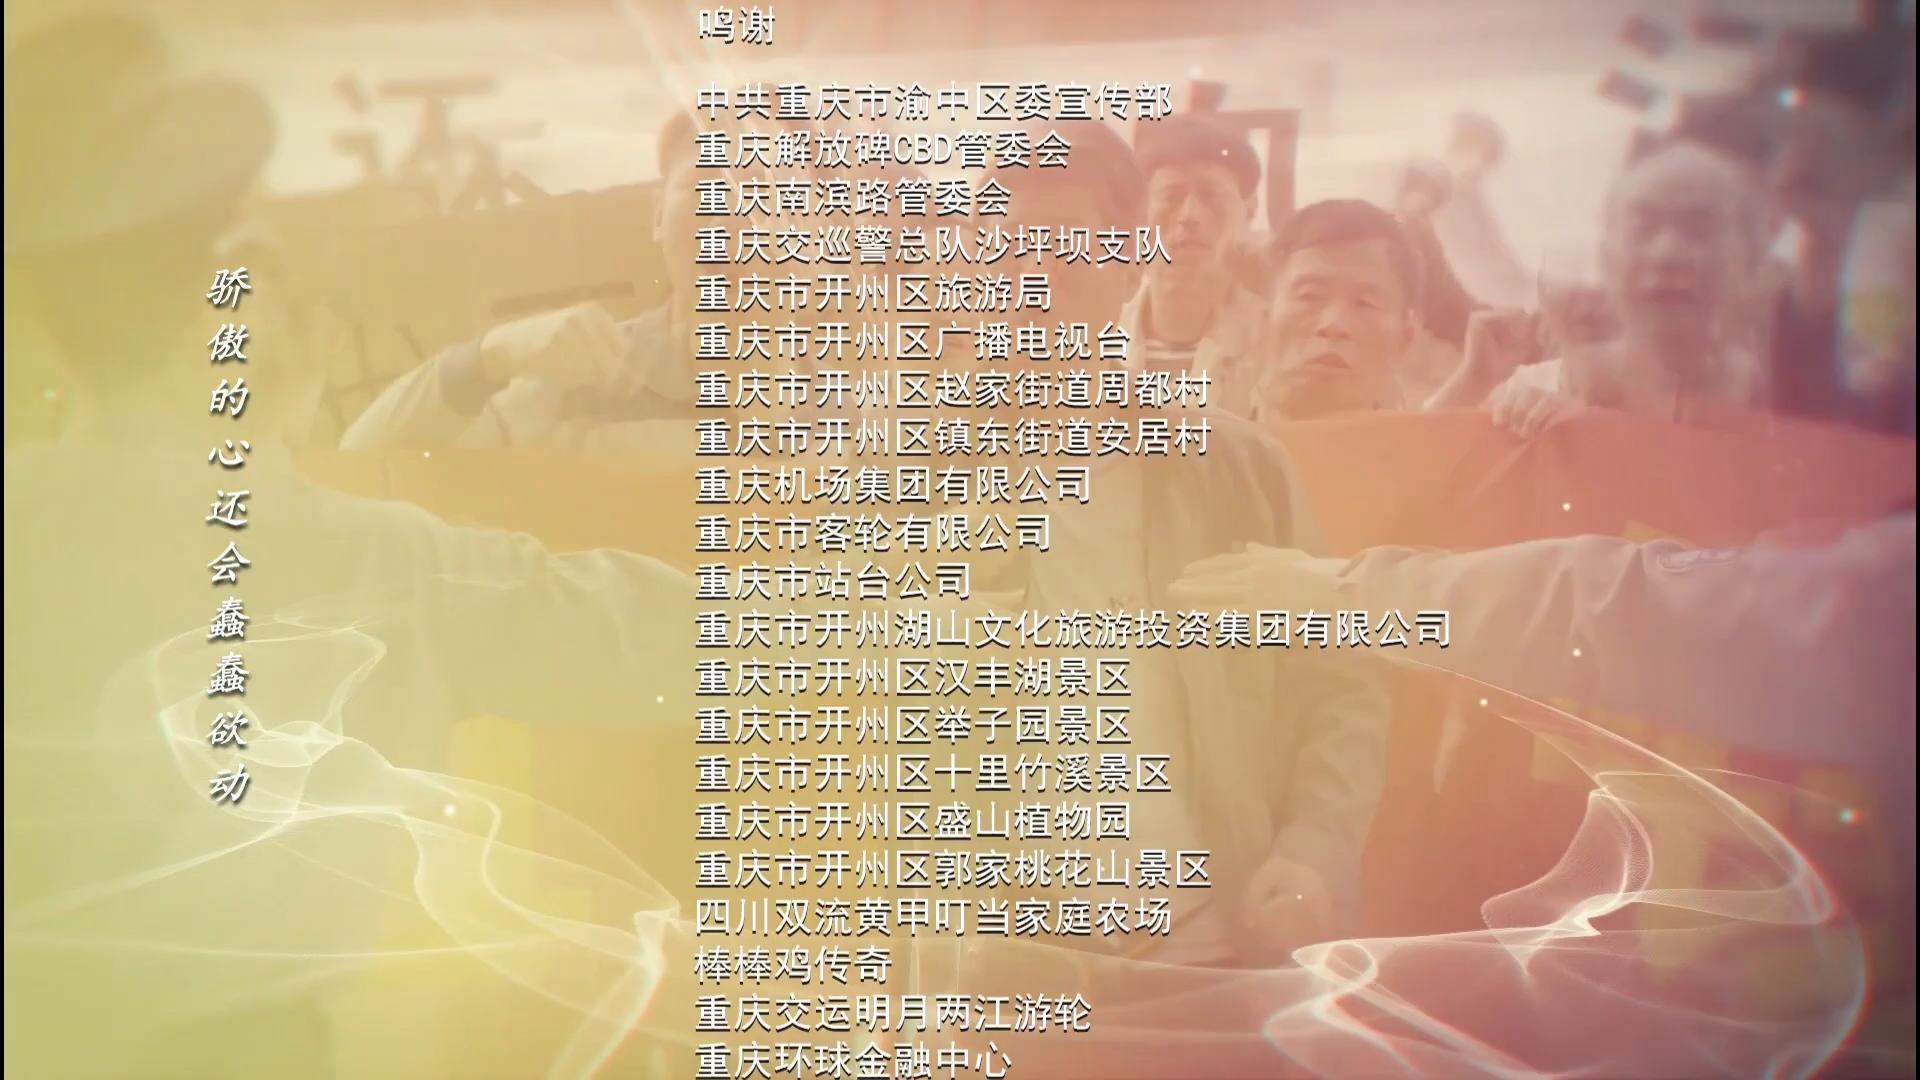 鸣谢
中共重庆市渝中区委宣传部
重庆解放碑CBD管委会
重庆南滨路管委会
重庆交巡警总队沙坪坝支队
重庆市开州区旅游局
重庆市开州区广播电视台
重庆市开州区赵家街道周都村
重庆市开州区镇东街道安居村
重庆机场集团有限公司
重庆市客轮有限公司
重庆市站台公司
重庆市开州湖山文化旅游投资集团有限公司
重庆市开州区汉丰湖景区
重庆市开州区举子园景区
重庆市开州区十里竹溪景区
重庆市开州区盛山植物园
重庆市开州区郭家桃花山景区
四川双流黄甲叮当家庭农场
棒棒鸡传奇
重庆交运明月两江游轮
重庆环球金融中心
骄傲的心还会蠢蠢欲动